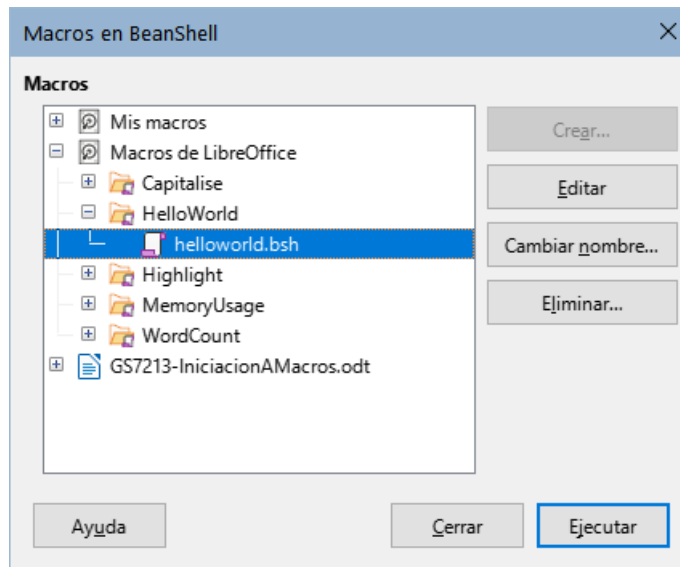 Macros en BeanShell
Macros
Mis macros
Macros de LibreOffice
Capitalise
HelloWorld
helloworld.bsh
Highlight
MemoryUsage
WordCount
GS7213-IniciacionAMacros.odt
Crear...
Editar
Cambiar nombre...
Eliminar...
Ayuda
Cerrar
Ejecutar